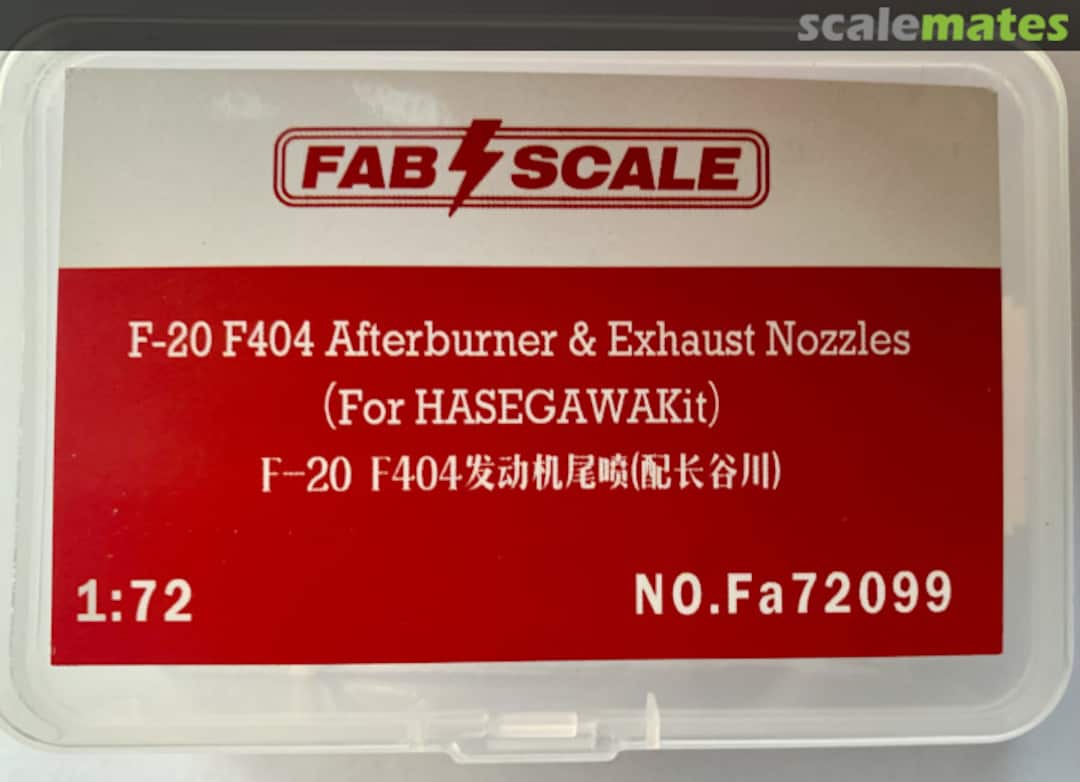 scalemates
FAB SCALE
F-20 F404 Afterburner & Exhaust Nozzles
(For HASEGAWAKit)
F-20 F404发动机尾喷(配长谷川)
1:72
NO.Fa72099